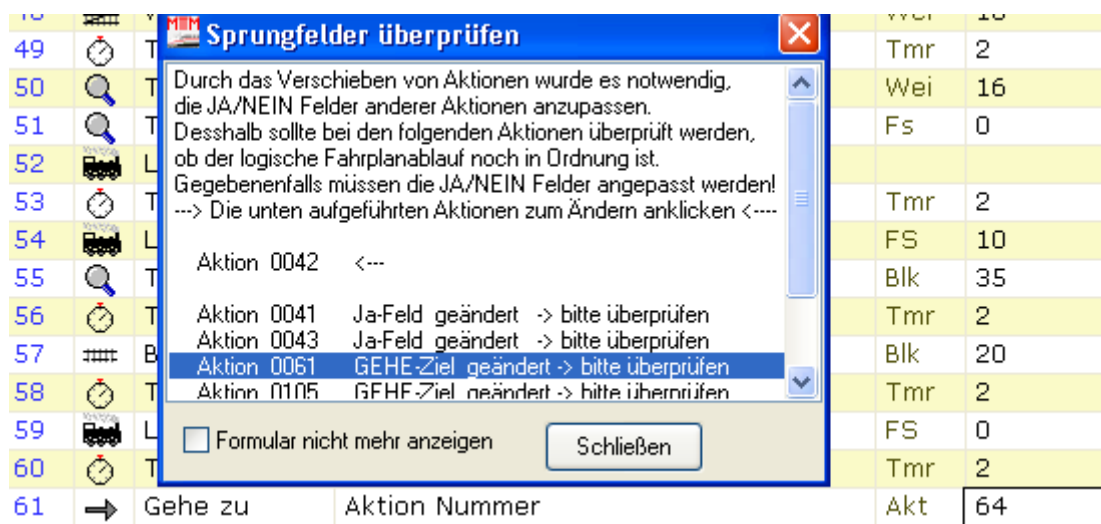 MTM Sprungfelder überprüfen
49 T Tmr 2
50 T Wei 16
51 T Fs 0
52 L
53 T Tmr 2
54 L FS 10
55 T Blk 35
56 T Tmr 2
57 B Blk 20
58 T Tmr 2
59 L FS 0
60 T Tmr 2
61 Gehe zu Aktion Nummer Akt 64
Durch das Verschieben von Aktionen wurde es notwendig,
die JA/NEIN Felder anderer Aktionen anzupassen.
Desshalb sollte bei den folgenden Aktionen überprüft werden,
ob der logische Fahrplanablauf noch in Ordnung ist.
Gegebenenfalls müssen die JA/NEIN Felder angepasst werden!
---> Die unten aufgeführten Aktionen zum Ändern anklicken <----
Aktion 0042 <---
Aktion 0041 Ja-Feld geändert -> bitte überprüfen
Aktion 0043 Ja-Feld geändert -> bitte überprüfen
Aktion 0061 GEHE-Ziel geändert -> bitte überprüfen
Aktion 0105 GEHE-Ziel geändert -> bitte überprüfen
Formular nicht mehr anzeigen
Schließen